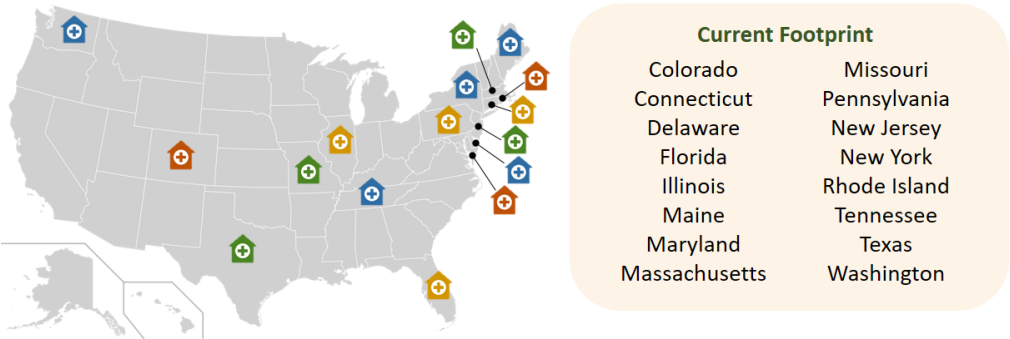 Current Footprint
Colorado
Connecticut
Delaware
Florida
Illinois
Maine
Maryland
Massachusetts
Missouri
Pennsylvania
New Jersey
New York
Rhode Island
Tennessee
Texas
Washington